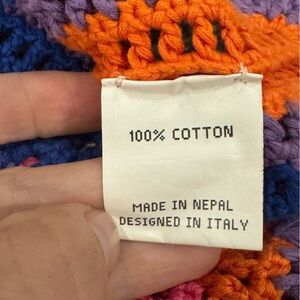 100% COTTON
MADE IN NEPAL
DESIGNED IN ITALY